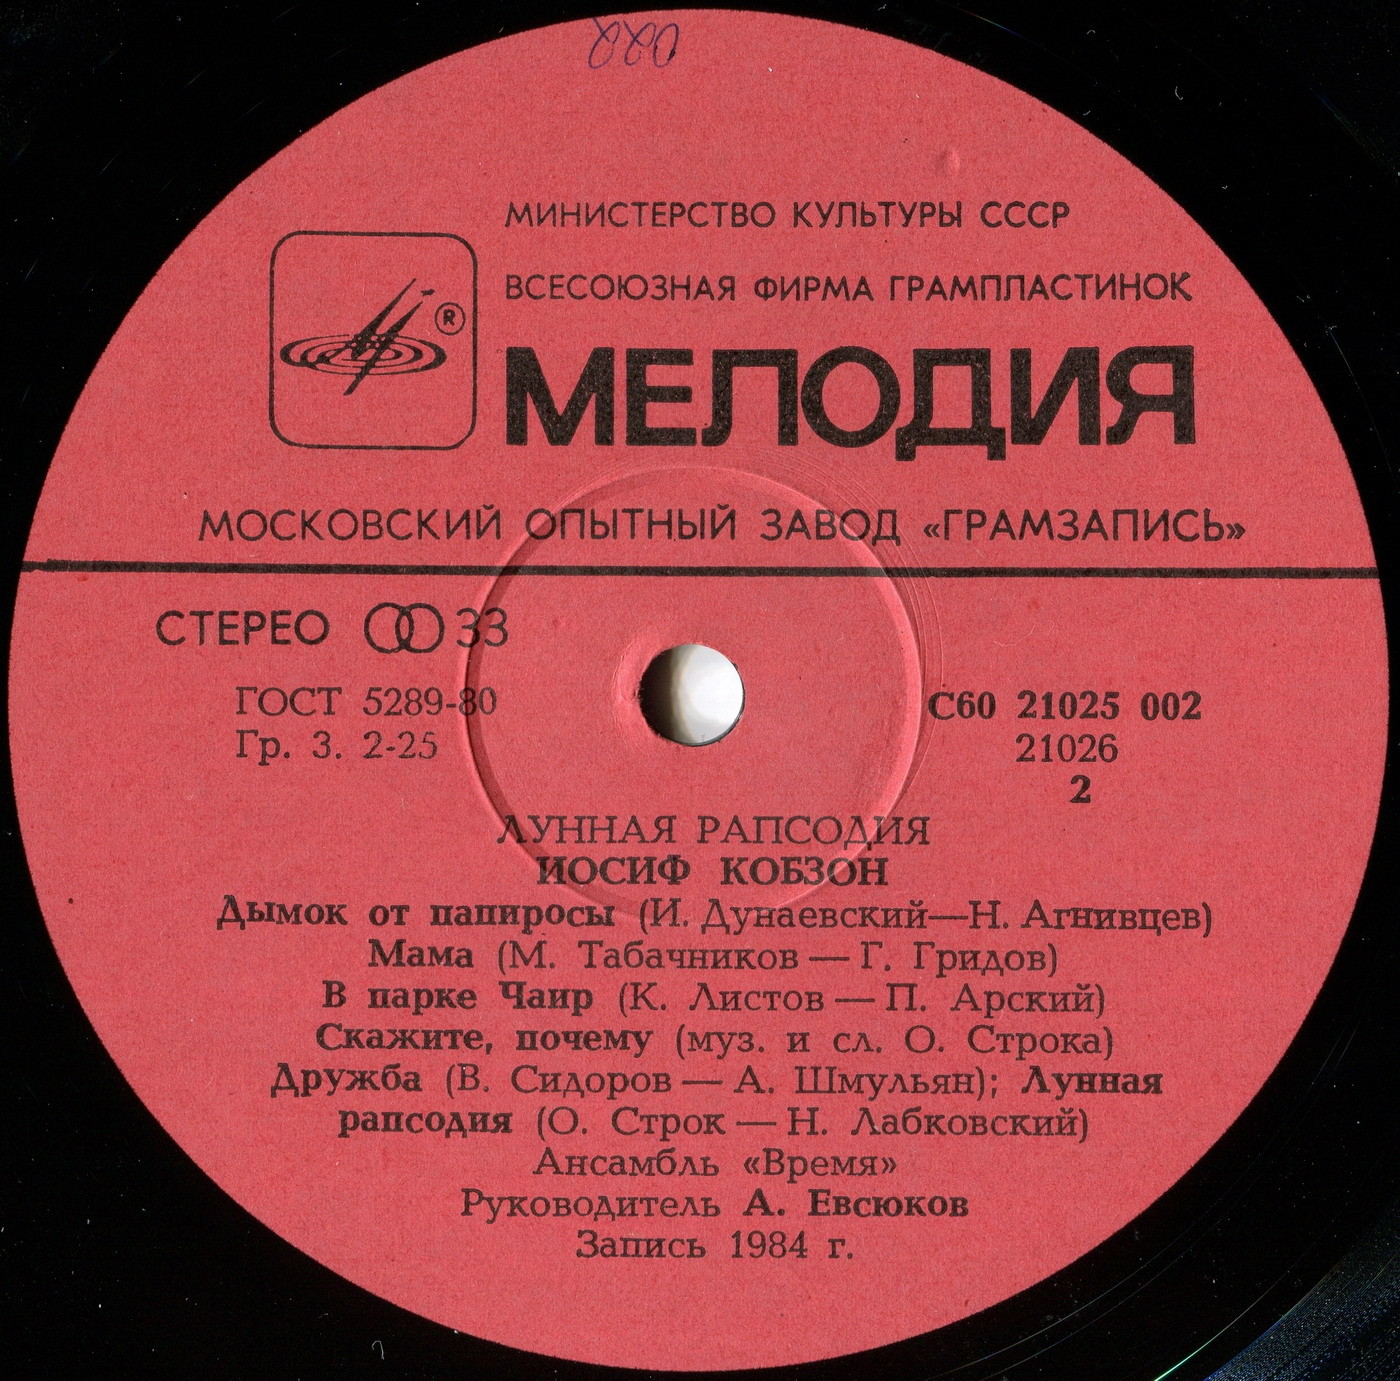 МИНИСТЕРСТВО КУЛЬТУРЫ СССР
ВСЕСОЮЗНАЯ ФИРМА ГРАМПЛАСТИНОК
®
МЕЛОДИЯ
МОСКОВСКИЙ ОПЫТНЫЙ ЗАВОД «ГРАМЗАПИСЬ»
СТЕРЕО 33
ГОСТ 5289-80
Гр. 3. 2-25
С60 21025 002
21026
2
ЛУННАЯ РАПСОДИЯ
ИОСИФ КОБЗОН
Дымок от папиросы (И. Дунаевский—Н. Агнивцев)
Мама (М. Табачников — Г. Гридов)
В парке Чаир (К. Листов — П. Арский)
Скажите, почему (муз. и сл. О. Строка)
Дружба (В. Сидоров — А. Шмульян); Лунная
рапсодия (О. Строк — Н. Лабковский)
Ансамбль «Время»
Руководитель А. Евсюков
Запись 1984 г.